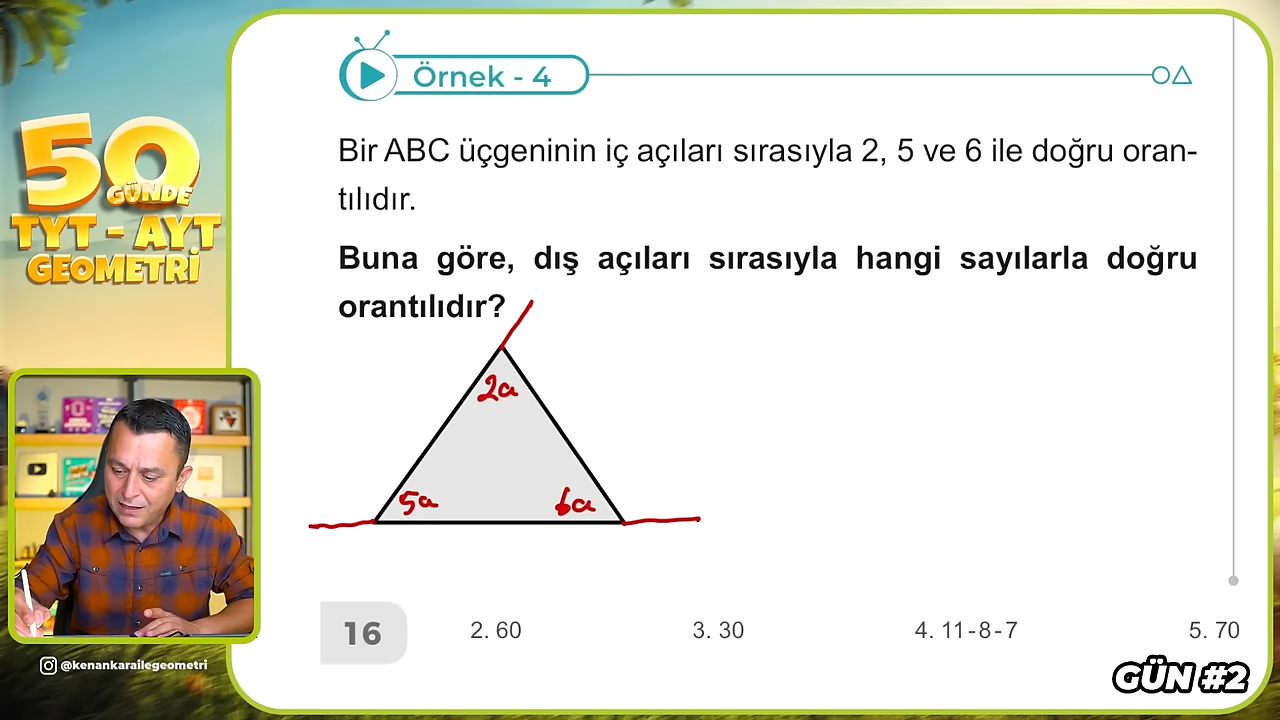 50
GÜNDE
TYT - AYT
GEOMETRİ
Örnek - 4
Bir ABC üçgeninin iç açıları sırasıyla 2, 5 ve 6 ile doğru oran-
tılıdır.
Buna göre, dış açıları sırasıyla hangi sayılarla doğru
orantılıdır?
2a
5a
6a
16
2. 60
3. 30
4. 11-8-7
5. 70
@kenankarailegeometri
GÜN #2